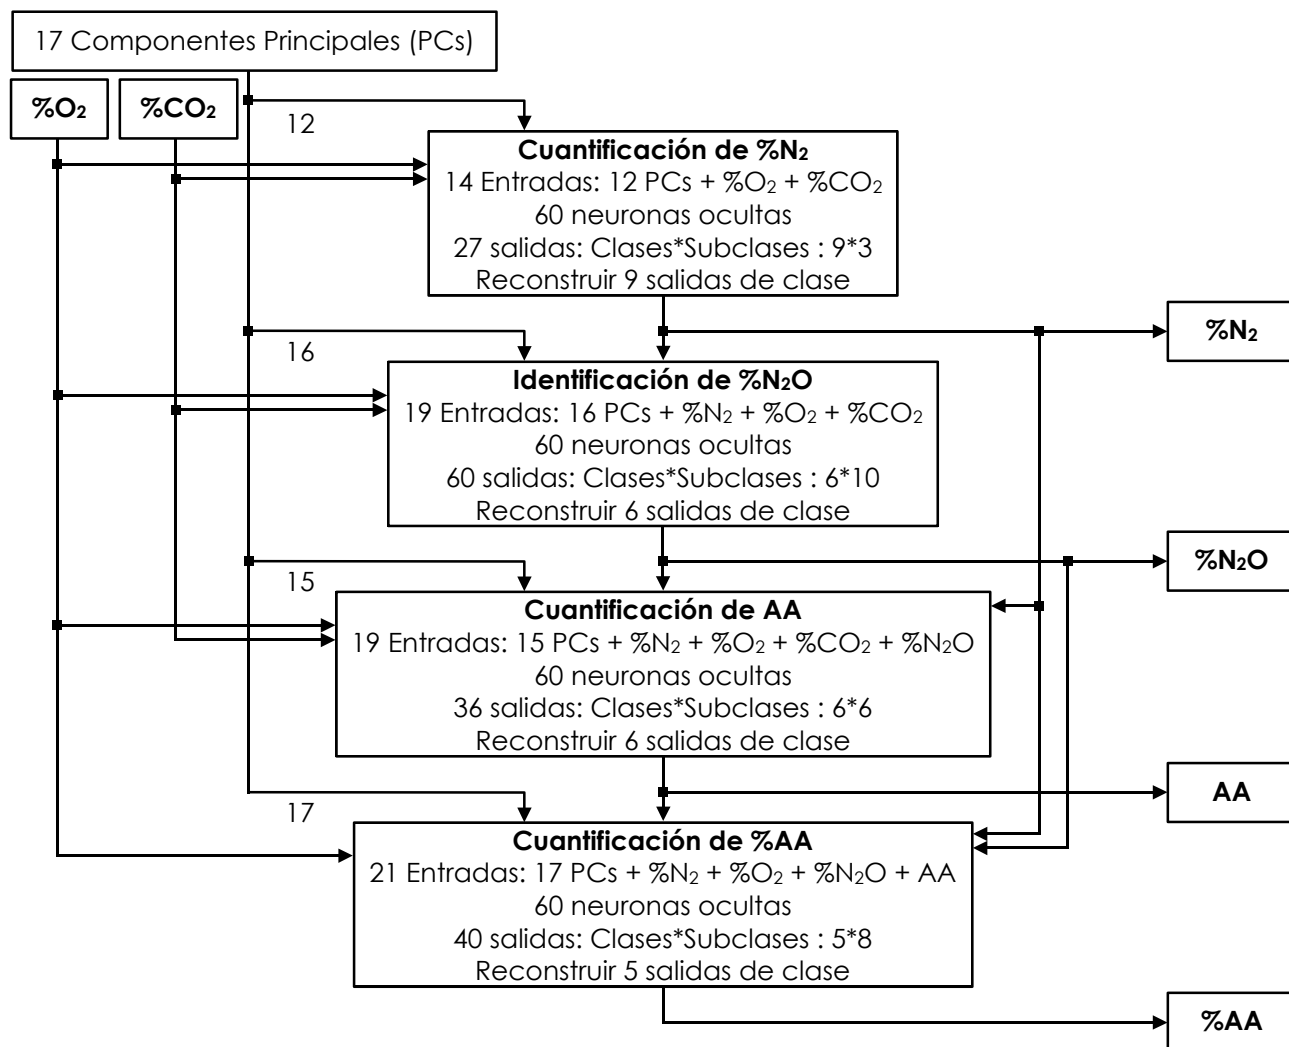 17 Componentes Principales (PCs)
%O₂
%CO₂
12
Cuantificación de %N₂
14 Entradas: 12 PCs + %O₂ + %CO₂
60 neuronas ocultas
27 salidas: Clases*Subclases : 9*3
Reconstruir 9 salidas de clase
%N₂
16
Identificación de %N₂O
19 Entradas: 16 PCs + %N₂ + %O₂ + %CO₂
60 neuronas ocultas
60 salidas: Clases*Subclases : 6*10
Reconstruir 6 salidas de clase
%N₂O
15
Cuantificación de AA
19 Entradas: 15 PCs + %N₂ + %O₂ + %CO₂ + %N₂O
60 neuronas ocultas
36 salidas: Clases*Subclases : 6*6
Reconstruir 6 salidas de clase
AA
17
Cuantificación de %AA
21 Entradas: 17 PCs + %N₂ + %O₂ + %N₂O + AA
60 neuronas ocultas
40 salidas: Clases*Subclases : 5*8
Reconstruir 5 salidas de clase
%AA